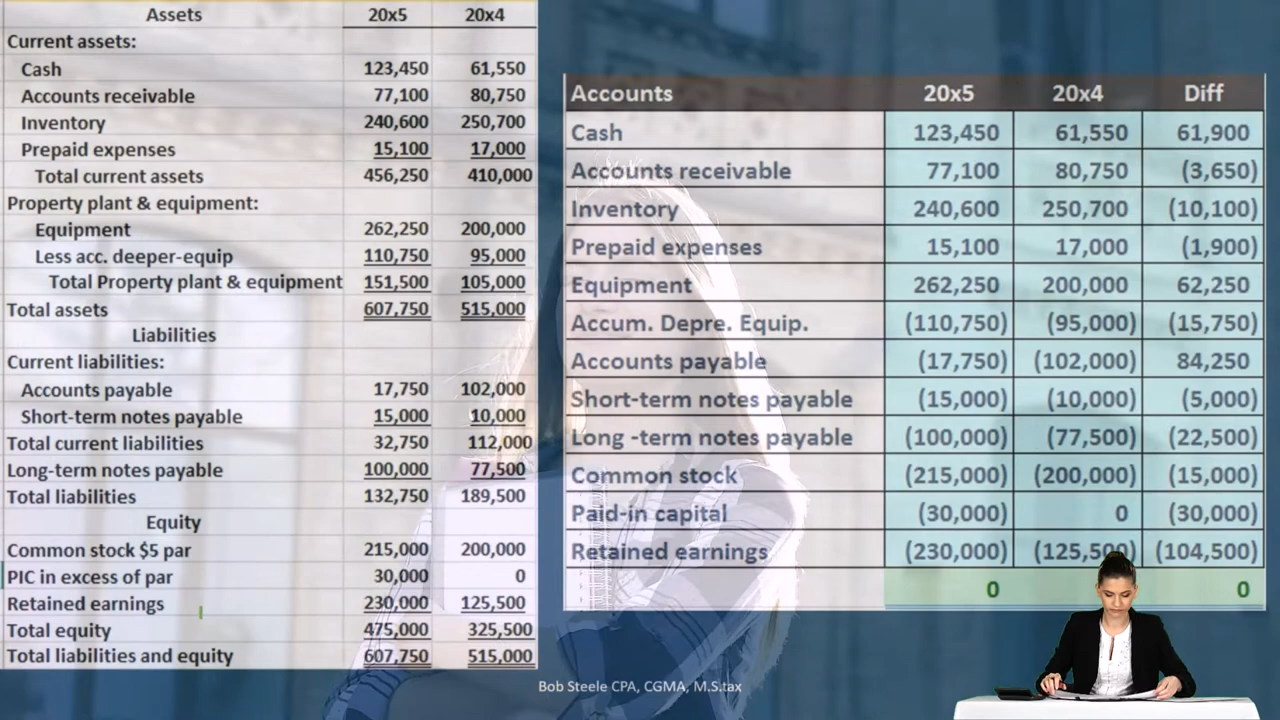 Assets 20x5 20x4
Current assets:
Cash 123,450 61,550
Accounts receivable 77,100 80,750
Inventory 240,600 250,700
Prepaid expenses 15,100 17,000
Total current assets 456,250 410,000
Property plant & equipment:
Equipment 262,250 200,000
Less acc. deeper-equip 110,750 95,000
Total Property plant & equipment 151,500 105,000
Total assets 607,750 515,000
Liabilities
Current liabilities:
Accounts payable 17,750 102,000
Short-term notes payable 15,000 10,000
Total current liabilities 32,750 112,000
Long-term notes payable 100,000 77,500
Total liabilities 132,750 189,500
Equity
Common stock $5 par 215,000 200,000
PIC in excess of par 30,000 0
Retained earnings 230,000 125,500
Total equity 475,000 325,500
Total liabilities and equity 607,750 515,000
Accounts 20x5 20x4 Diff
Cash 123,450 61,550 61,900
Accounts receivable 77,100 80,750 (3,650)
Inventory 240,600 250,700 (10,100)
Prepaid expenses 15,100 17,000 (1,900)
Equipment 262,250 200,000 62,250
Accum. Depre. Equip. (110,750) (95,000) (15,750)
Accounts payable (17,750) (102,000) 84,250
Short-term notes payable (15,000) (10,000) (5,000)
Long -term notes payable (100,000) (77,500) (22,500)
Common stock (215,000) (200,000) (15,000)
Paid-in capital (30,000) 0 (30,000)
Retained earnings (230,000) (125,500) (104,500)
0 0
Bob Steele CPA, CGMA, M.S.tax